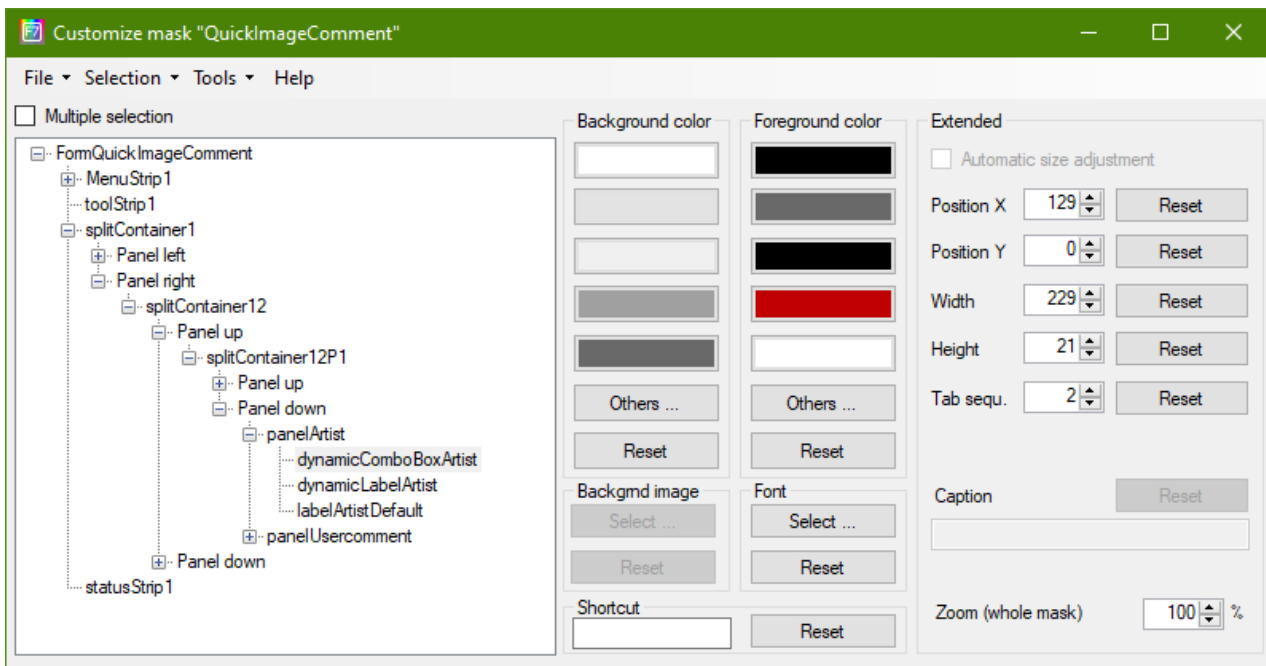 Customize mask "QuickImageComment"
File Selection Tools Help
Multiple selection
FormQuickImageComment
MenuStrip1
toolStrip1
splitContainer1
Panel left
Panel right
splitContainer12
Panel up
splitContainer12P1
Panel up
Panel down
panelArtist
dynamicComboBoxArtist
dynamicLabelArtist
labelArtistDefault
panelUsercomment
Panel down
statusStrip1
Background color
Others ...
Reset
Foreground color
Others ...
Reset
Backgrnd image
Select ...
Reset
Font
Select ...
Reset
Shortcut
Reset
Extended
Automatic size adjustment
Position X 129 Reset
Position Y 0 Reset
Width 229 Reset
Height 21 Reset
Tab sequ. 2 Reset
Caption Reset
Zoom (whole mask) 100 %